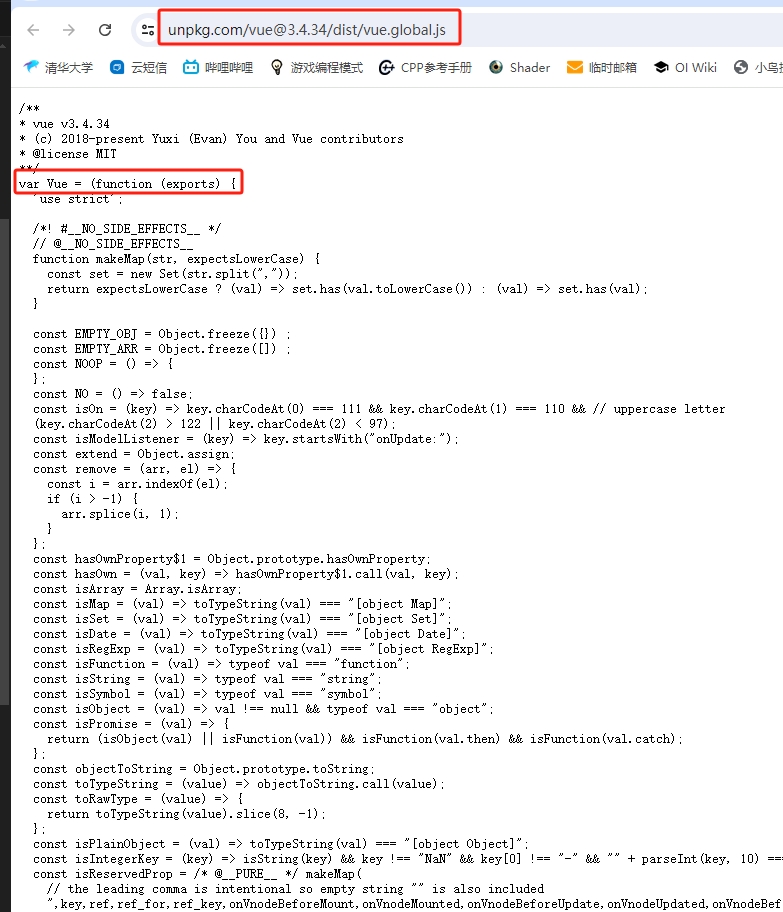 unpkg.com/vue@3.4.34/dist/vue.global.js
清华大学 云短信 哔哩哔哩 游戏编程模式 CPP参考手册 Shader 临时邮箱 OI Wiki 小鸟
/**
* vue v3.4.34
* (c) 2018-present Yuxi (Evan) You and Vue contributors
* @license MIT
**/
var Vue = (function (exports) {
'use strict';
/*! #__NO_SIDE_EFFECTS__ */
// @__NO_SIDE_EFFECTS__
function makeMap(str, expectsLowerCase) {
const set = new Set(str.split(","));
return expectsLowerCase ? (val) => set.has(val.toLowerCase()) : (val) => set.has(val);
}
const EMPTY_OBJ = Object.freeze({}) ;
const EMPTY_ARR = Object.freeze([]) ;
const NOOP = () => {
};
const NO = () => false;
const isOn = (key) => key.charCodeAt(0) === 111 && key.charCodeAt(1) === 110 && // uppercase letter
(key.charCodeAt(2) > 122 || key.charCodeAt(2) < 97);
const isModelListener = (key) => key.startsWith("onUpdate:");
const extend = Object.assign;
const remove = (arr, el) => {
const i = arr.indexOf(el);
if (i > -1) {
arr.splice(i, 1);
}
};
const hasOwnProperty$1 = Object.prototype.hasOwnProperty;
const hasOwn = (val, key) => hasOwnProperty$1.call(val, key);
const isArray = Array.isArray;
const isMap = (val) => toTypeString(val) === "[object Map]";
const isSet = (val) => toTypeString(val) === "[object Set]";
const isDate = (val) => toTypeString(val) === "[object Date]";
const isRegExp = (val) => toTypeString(val) === "[object RegExp]";
const isFunction = (val) => typeof val === "function";
const isString = (val) => typeof val === "string";
const isSymbol = (val) => typeof val === "symbol";
const isObject = (val) => val !== null && typeof val === "object";
const isPromise = (val) => {
return (isObject(val) || isFunction(val)) && isFunction(val.then) && isFunction(val.catch);
};
const objectToString = Object.prototype.toString;
const toTypeString = (value) => objectToString.call(value);
const toRawType = (value) => {
return toTypeString(value).slice(8, -1);
};
const isPlainObject = (val) => toTypeString(val) === "[object Object]";
const isIntegerKey = (key) => isString(key) && key !== "NaN" && key[0] !== "-" && "" + parseInt(key, 10) ===
const isReservedProp = /* @__PURE__ */ makeMap(
// the leading comma is intentional so empty string "" is also included
",key,ref,ref_for,ref_key,onVnodeBeforeMount,onVnodeMounted,onVnodeBeforeUpdate,onVnodeUpdated,onVnodeBef